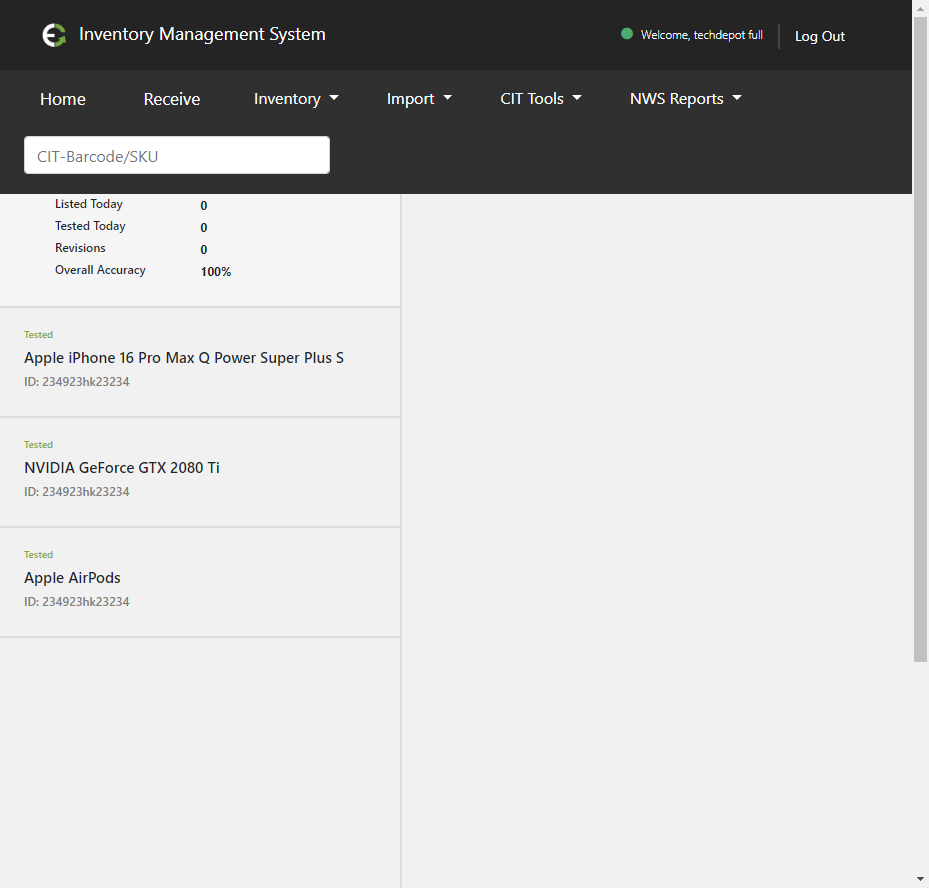 Inventory Management System
Welcome, techdepot full
Log Out
Home Receive Inventory Import CIT Tools NWS Reports
CIT-Barcode/SKU
Listed Today 0
Tested Today 0
Revisions 0
Overall Accuracy 100%
Tested
Apple iPhone 16 Pro Max Q Power Super Plus S
ID: 234923hk23234
Tested
NVIDIA GeForce GTX 2080 Ti
ID: 234923hk23234
Tested
Apple AirPods
ID: 234923hk23234